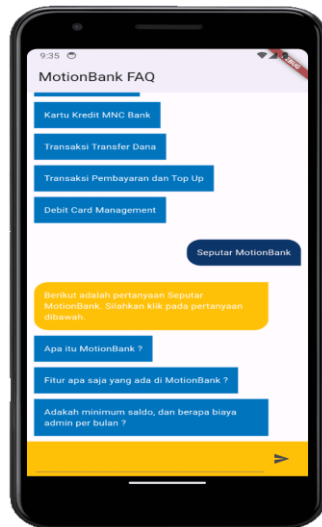 9:35
MotionBank FAQ
Kartu Kredit MNC Bank
Transaksi Transfer Dana
Transaksi Pembayaran dan Top Up
Debit Card Management
Seputar MotionBank
Berikut adalah pertanyaan Seputar
MotionBank. Silahkan klik pada pertanyaan
dibawah.
Apa itu MotionBank ?
Fitur apa saja yang ada di MotionBank ?
Adakah minimum saldo, dan berapa biaya
admin per bulan ?